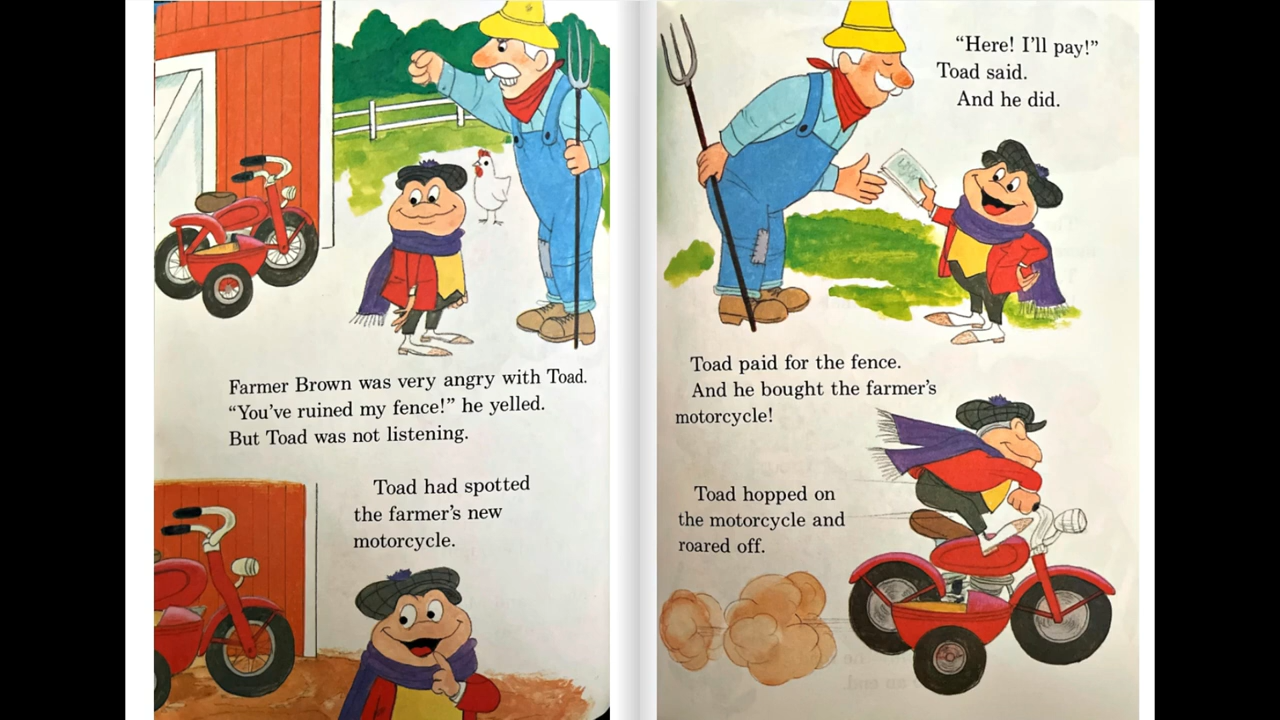 Farmer Brown was very angry with Toad.
“You’ve ruined my fence!” he yelled.
But Toad was not listening.
Toad had spotted
the farmer’s new
motorcycle.
“Here! I’ll pay!”
Toad said.
And he did.
Toad paid for the fence.
And he bought the farmer’s
motorcycle!
Toad hopped on
the motorcycle and
roared off.